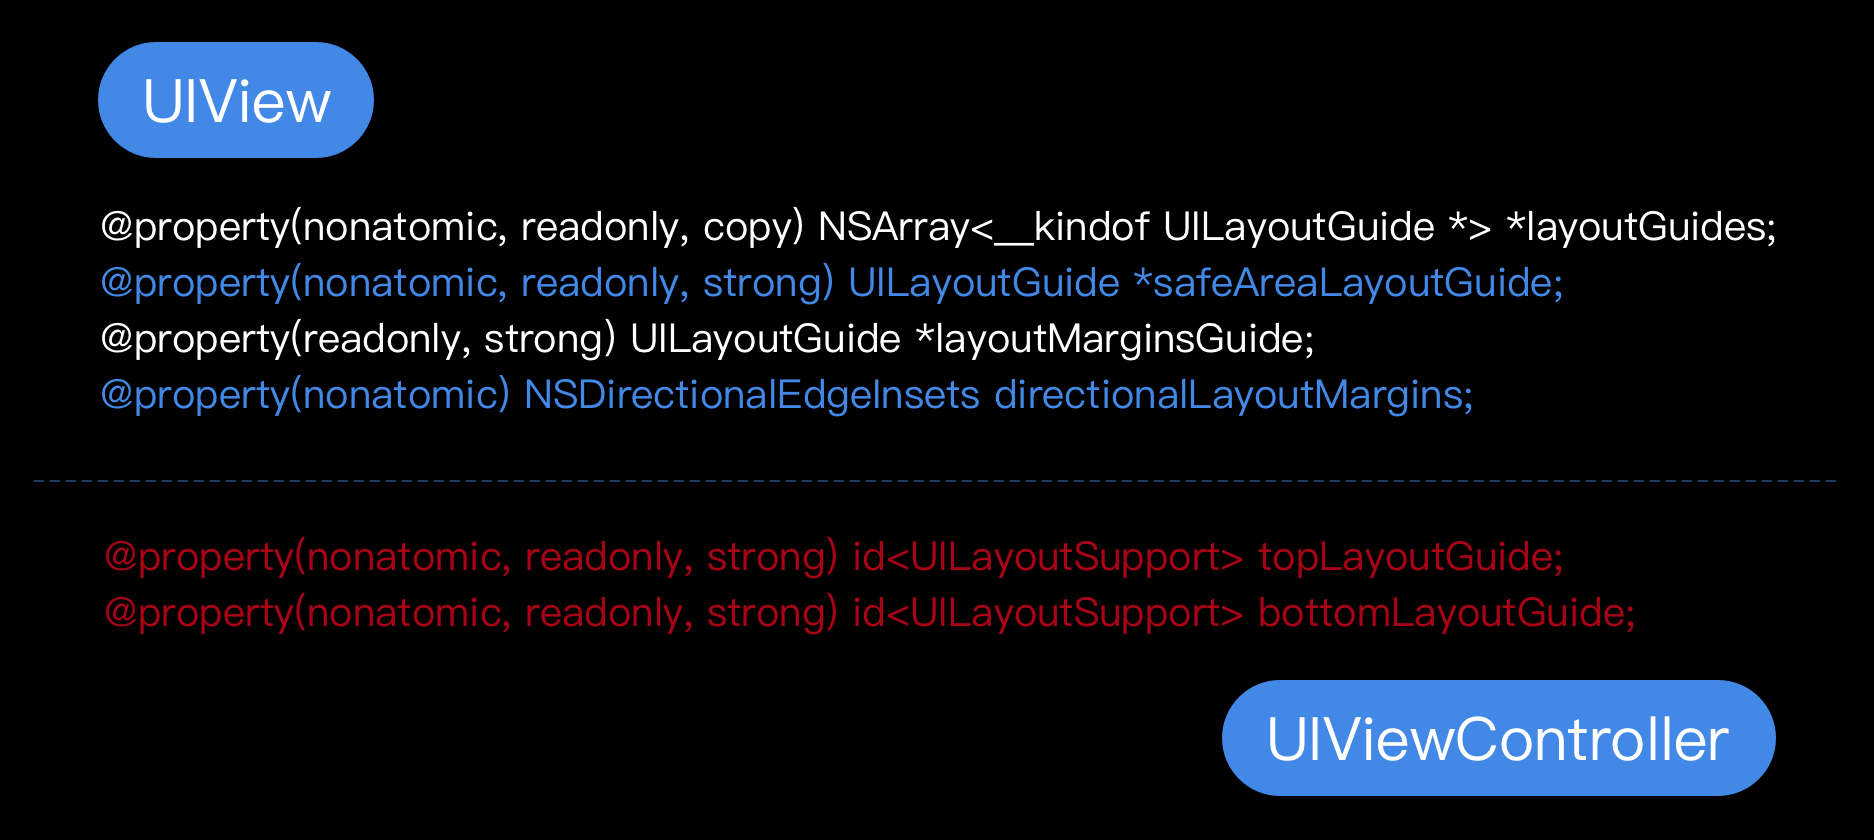 UIView
@property(nonatomic, readonly, copy) NSArray<__kindof UILayoutGuide *> *layoutGuides;
@property(nonatomic, readonly, strong) UILayoutGuide *safeAreaLayoutGuide;
@property(readonly, strong) UILayoutGuide *layoutMarginsGuide;
@property(nonatomic) NSDirectionalEdgeInsets directionalLayoutMargins;
@property(nonatomic, readonly, strong) id<UILayoutSupport> topLayoutGuide;
@property(nonatomic, readonly, strong) id<UILayoutSupport> bottomLayoutGuide;
UIViewController